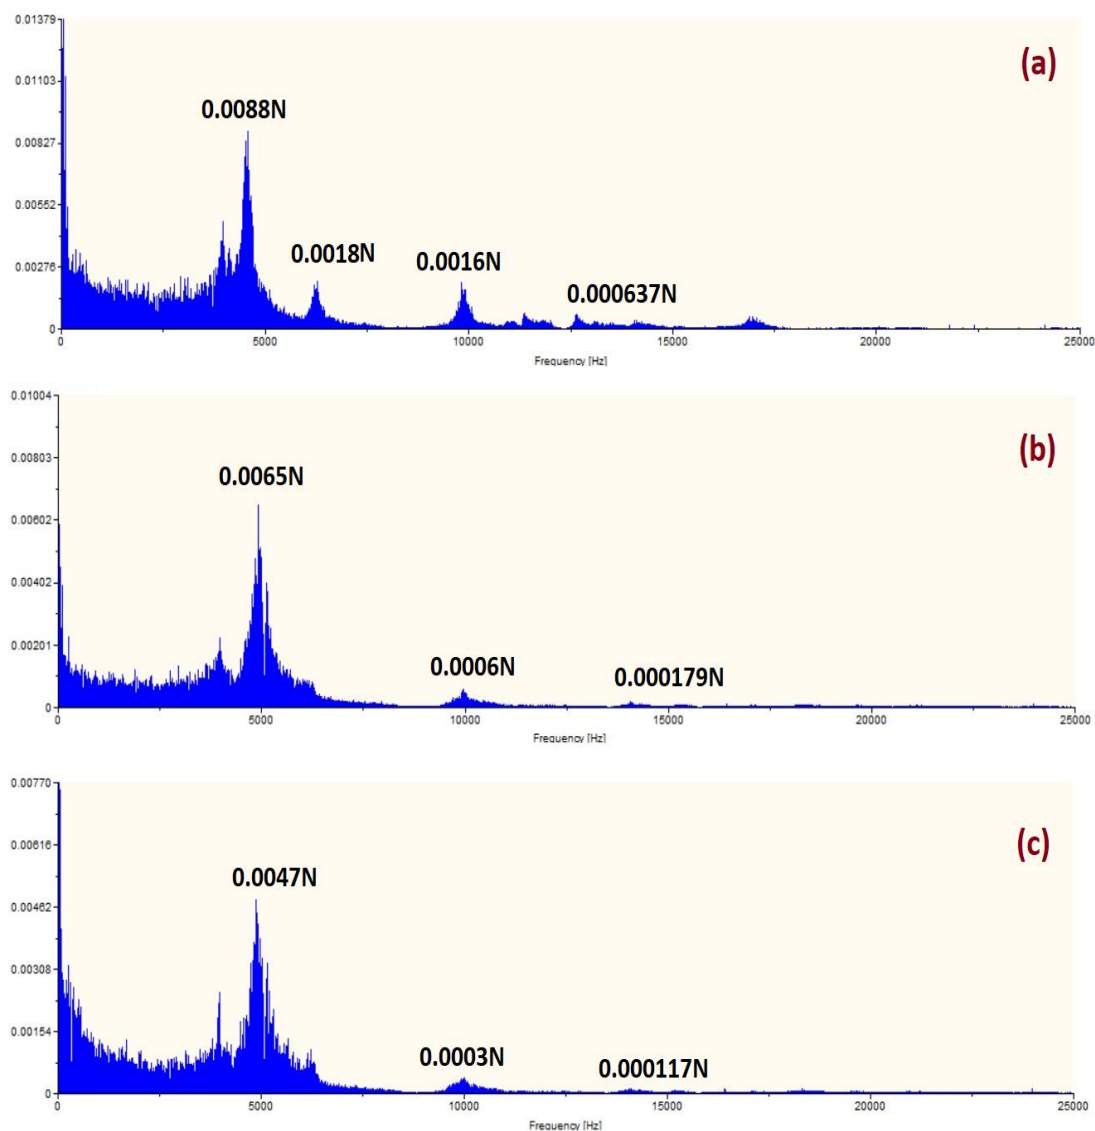 0.01379
(a)
0.01103
0.0088N
0.00827
0.00552
0.0018N
0.0016N
0.00276
0.000637N
0
0 5000 10000 15000 20000 25000
Frequency [Hz]
0.01004
(b)
0.00803
0.0065N
0.00602
0.00402
0.00201
0.0006N
0.000179N
0
0 5000 10000 15000 20000 25000
Frequency [Hz]
0.00770
(c)
0.00616
0.0047N
0.00462
0.00308
0.00154
0.0003N
0.000117N
0
0 5000 10000 15000 20000 25000
Frequency [Hz]